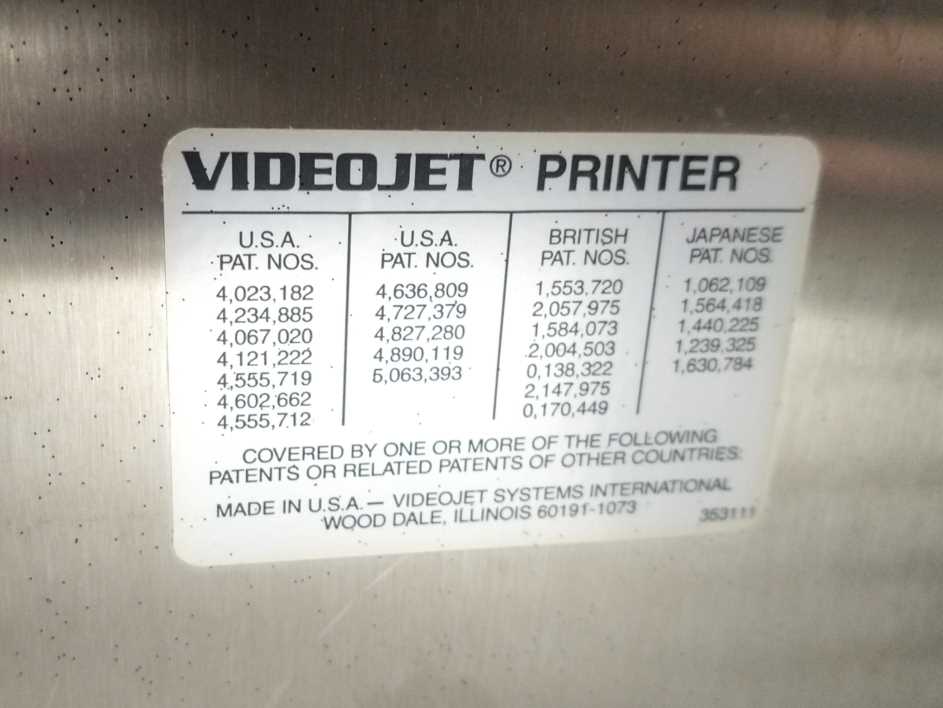 VIDEOJET® PRINTER
U.S.A. PAT. NOS.
4,023,182
4,234,885
4,067,020
4,121,222
4,555,719
4,602,662
4,555,712
U.S.A. PAT. NOS.
4,636,809
4,727,379
4,827,280
4,890,119
5,063,393
BRITISH PAT. NOS.
1,553,720
2,057,975
1,584,073
2,004,503
0,138,322
2,147,975
0,170,449
JAPANESE PAT. NOS.
1,062,109
1,564,418
1,440,225
1,239,325
1,630,784
COVERED BY ONE OR MORE OF THE FOLLOWING
PATENTS OR RELATED PATENTS OF OTHER COUNTRIES:
MADE IN U.S.A.— VIDEOJET SYSTEMS INTERNATIONAL
WOOD DALE, ILLINOIS 60191-1073
353111